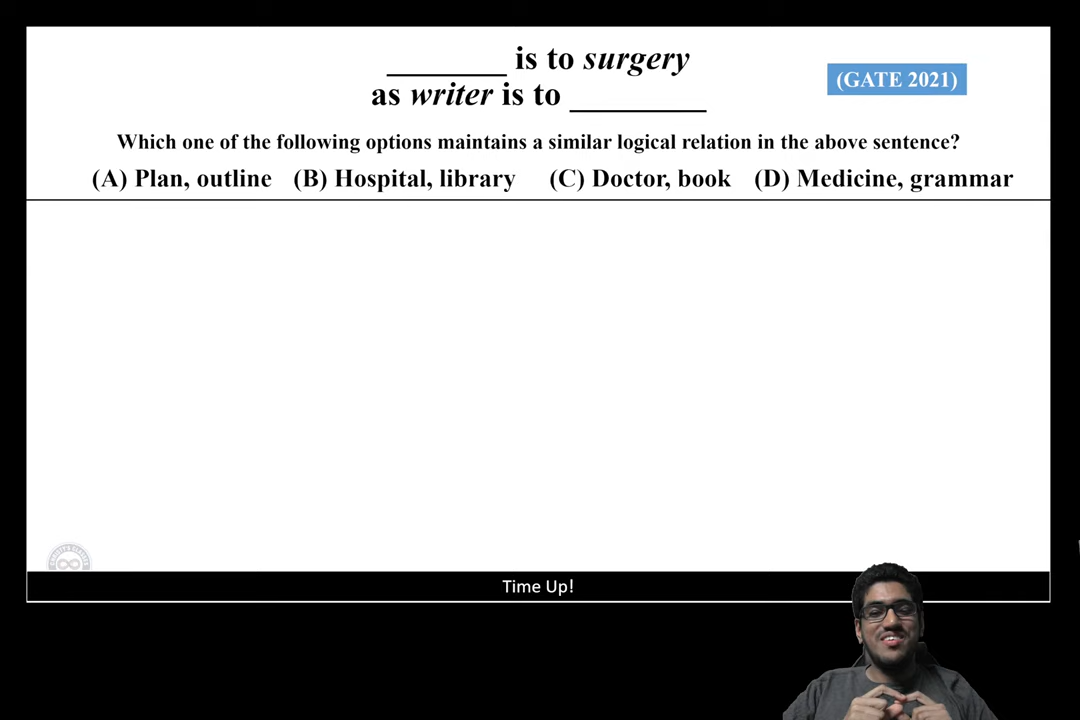 _______ is to surgery
as writer is to ________
(GATE 2021)
Which one of the following options maintains a similar logical relation in the above sentence?
(A) Plan, outline (B) Hospital, library (C) Doctor, book (D) Medicine, grammar
Time Up!